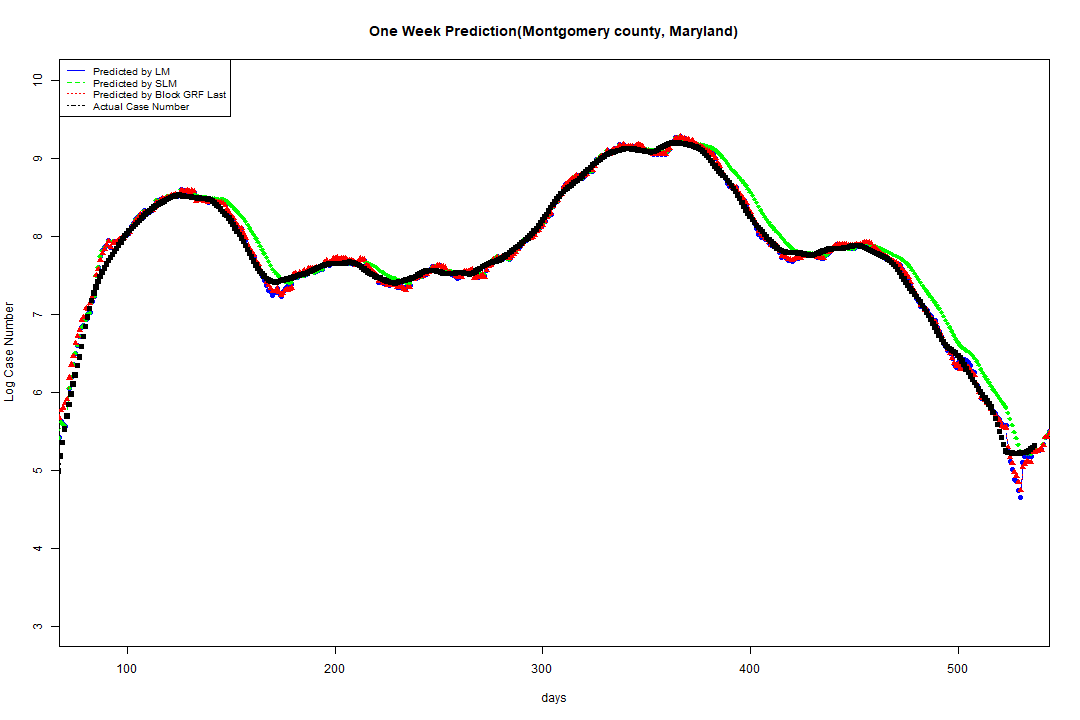 One Week Prediction(Montgomery county, Maryland)
Predicted by LM
Predicted by SLM
Predicted by Block GRF Last
Actual Case Number
10
9
8
7
6
5
4
3
Log Case Number
100 200 300 400 500
days